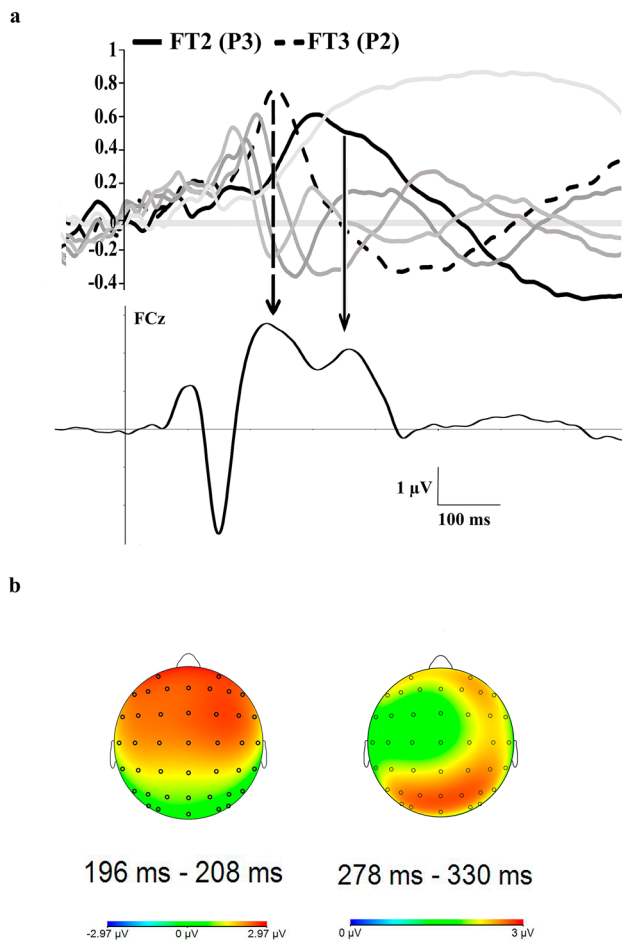 a
FT2 (P3) FT3 (P2)
1
0.8
0.6
0.4
0.2
0
-0.2
-0.4
FCz
1 µV
100 ms
b
196 ms - 208 ms 278 ms - 330 ms
-2.97 µV 0 µV 2.97 µV 0 µV 3 µV